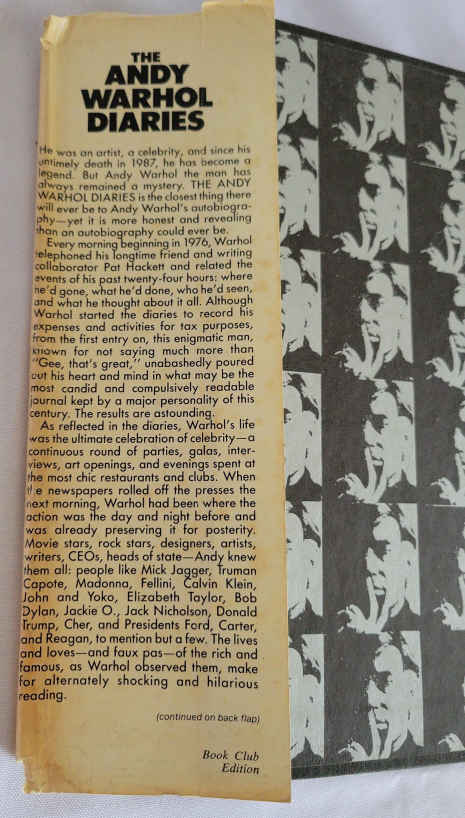 THE
ANDY
WARHOL
DIARIES
He was an artist, a celebrity, and since his
untimely death in 1987, he has become a
legend. But Andy Warhol the man has
always remained a mystery. THE ANDY
WARHOL DIARIES is the closest thing there
will ever be to Andy Warhol's autobiogra-
phy—yet it is more honest and revealing
than an autobiography could ever be.
Every morning beginning in 1976, Warhol
telephoned his longtime friend and writing
collaborator Pat Hackett and related the
events of his past twenty-four hours: where
he'd gone, what he'd done, who he'd seen,
and what he thought about it all. Although
Warhol started the diaries to record his
expenses and activities for tax purposes,
from the first entry on, this enigmatic man,
known for not saying much more than
"Gee, that's great," unabashedly poured
out his heart and mind in what may be the
most candid and compulsively readable
journal kept by a major personality of this
century. The results are astounding.
As reflected in the diaries, Warhol's life
was the ultimate celebration of celebrity—a
continuous round of parties, galas, inter-
views, art openings, and evenings spent at
the most chic restaurants and clubs. When
the newspapers rolled off the presses the
next morning, Warhol had been where the
action was the day and night before and
was already preserving it for posterity.
Movie stars, rock stars, designers, artists,
writers, CEOs, heads of state—Andy knew
them all: people like Mick Jagger, Truman
Capote, Madonna, Fellini, Calvin Klein,
John and Yoko, Elizabeth Taylor, Bob
Dylan, Jackie O., Jack Nicholson, Donald
Trump, Cher, and Presidents Ford, Carter,
and Reagan, to mention but a few. The lives
and loves—and faux pas—of the rich and
famous, as Warhol observed them, make
for alternately shocking and hilarious
reading.
(continued on back flap)
Book Club
Edition